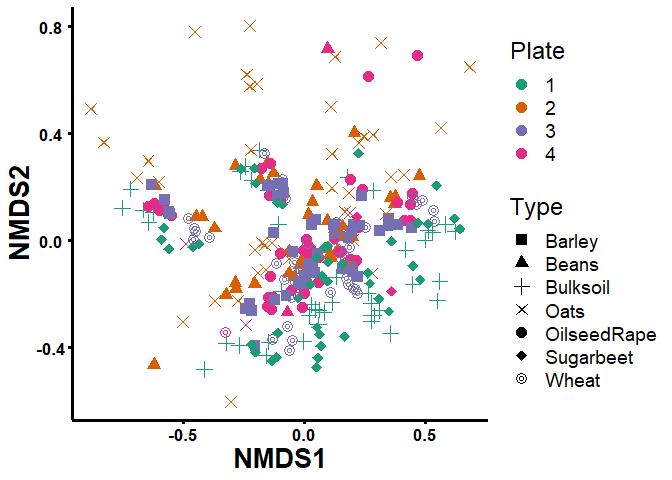 0.8
0.4
0.0
-0.4
NMDS2
-0.5
0.0
0.5
NMDS1
Plate
1
2
3
4
Type
Barley
Beans
Bulksoil
Oats
OilseedRape
Sugarbeet
Wheat